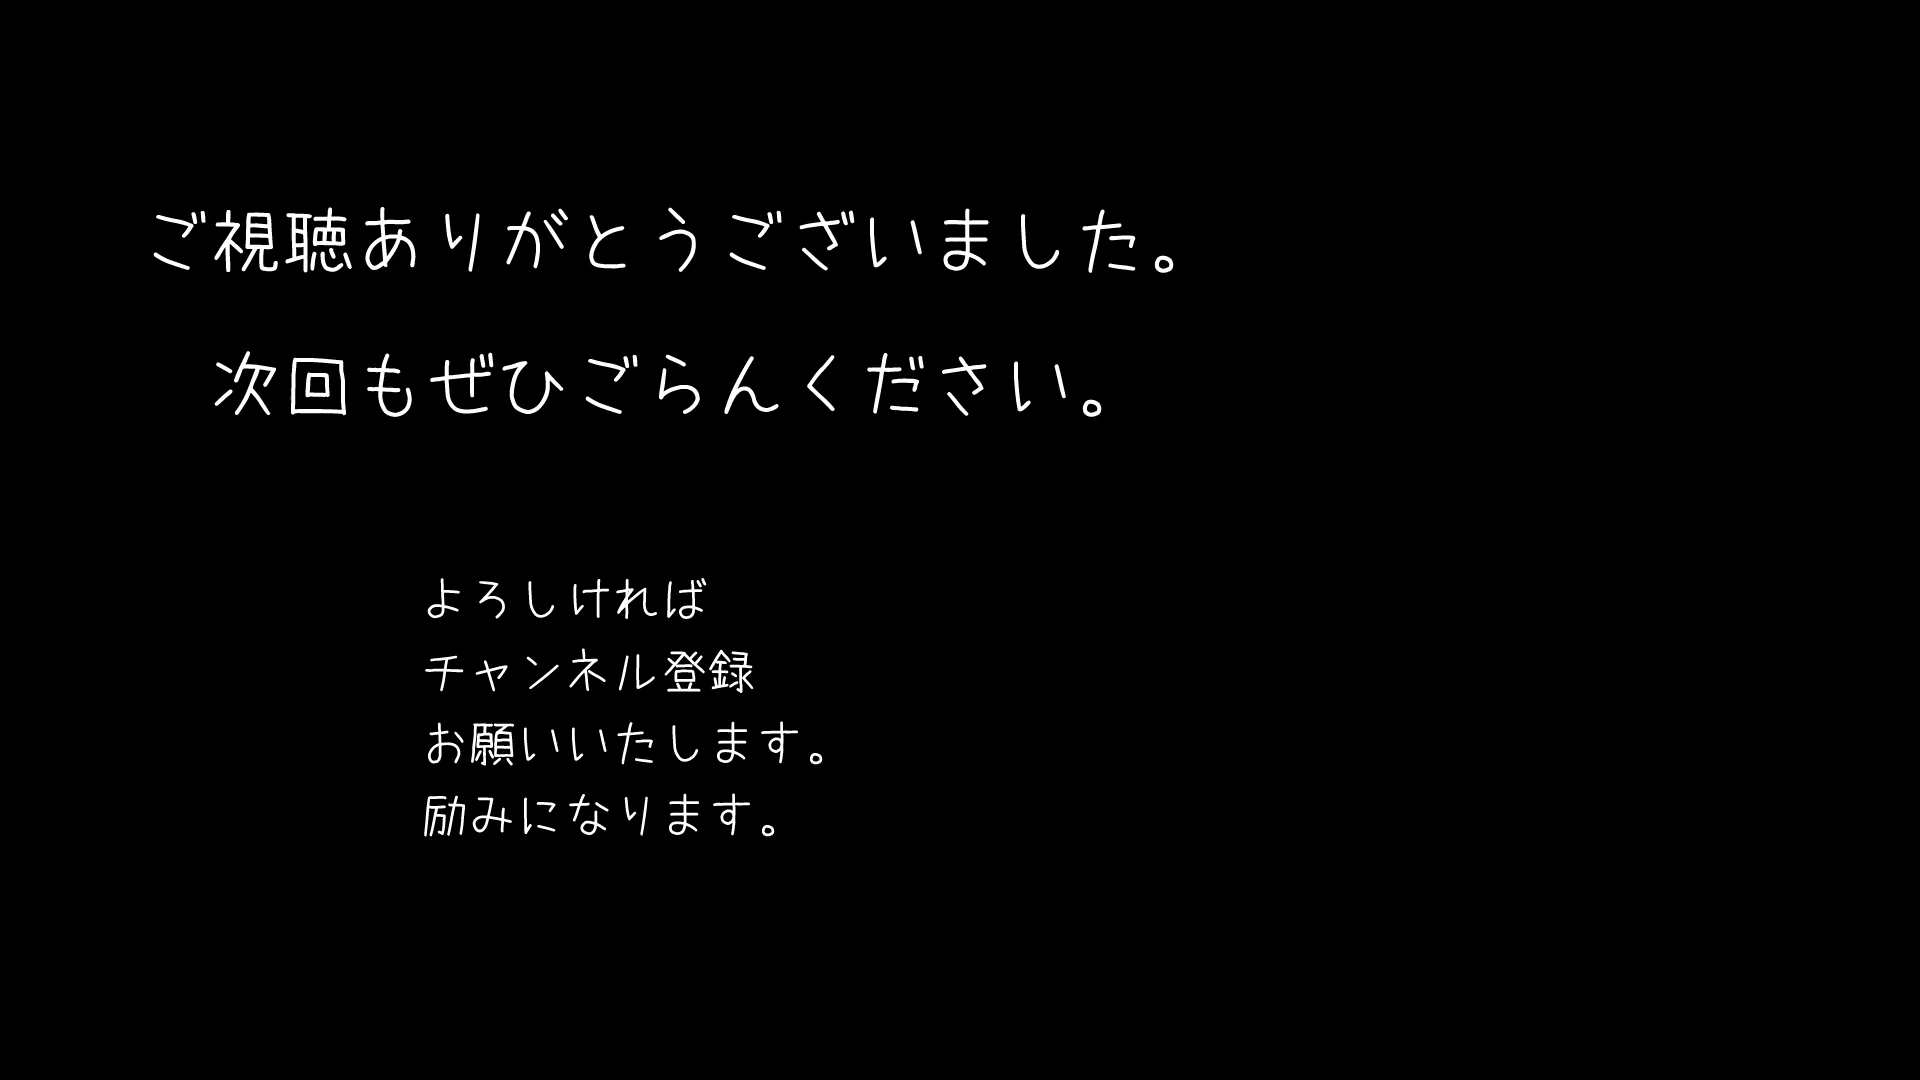 ご視聴ありがとうございました。
次回もぜひごらんください。
よろしければ
チャンネル登録
お願いいたします。
励みになります。